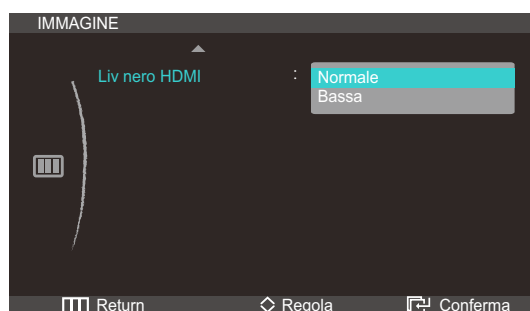 IMMAGINE
Liv nero HDMI : Normale
Bassa
Return Regola Conferma